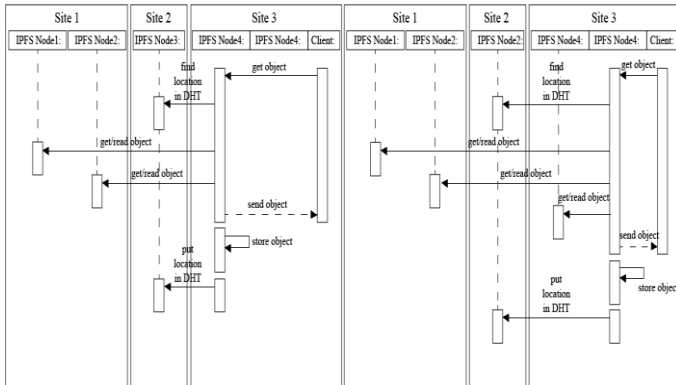 Site 1 Site 2 Site 3 Site 1 Site 2 Site 3
IPFS Node1: IPFS Node2: IPFS Node3: IPFS Node4: IPFS Node4: Client: IPFS Node1: IPFS Node2: IPFS Node2: IPFS Node4: IPFS Node4: Client:
find
location
in DHT
get object
get/read object
get/read object
send object
store object
put
location
in DHT
find
location
in DHT
get object
get/read object
get/read object
get/read object
send object
store object
put
location
in DHT